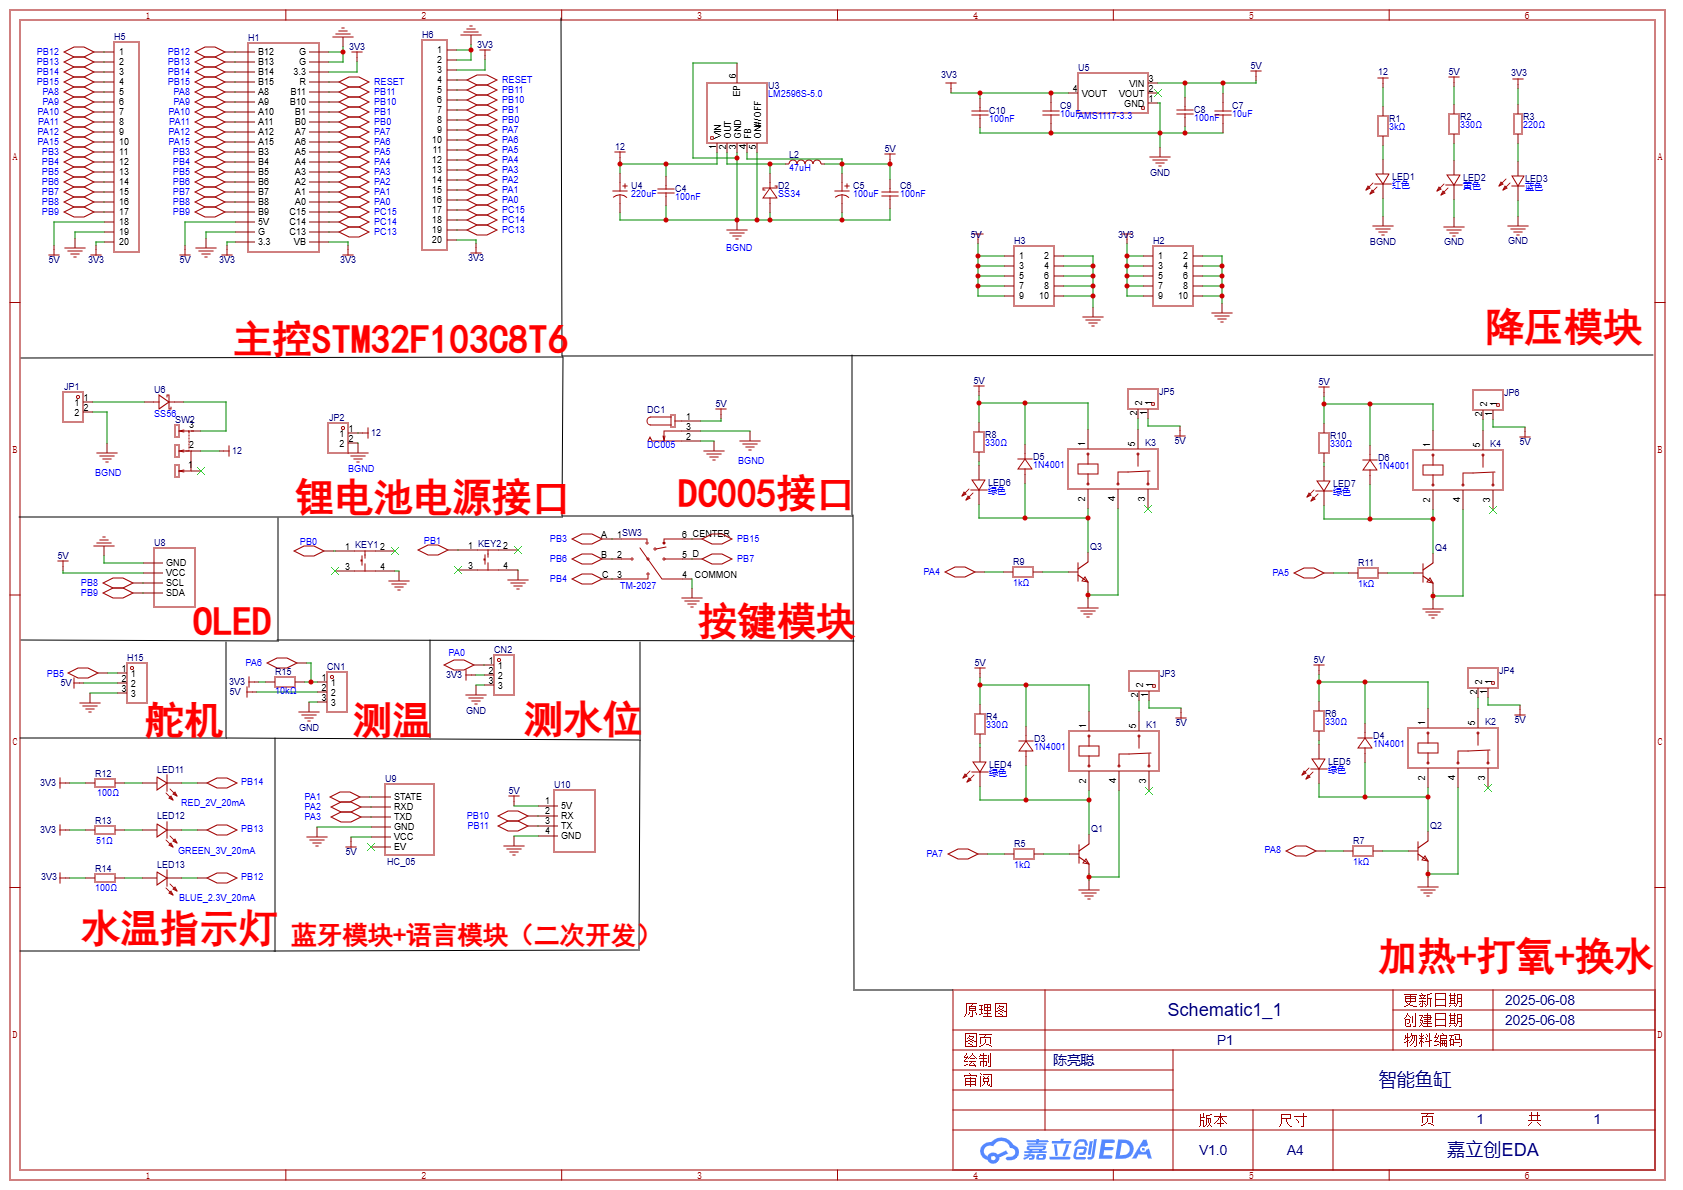 1 2 3 4 5 6
A
H5
PB12 1
PB13 2
PB14 3
PB15 4
PA8 5
PA9 6
PA10 7
PA11 8
PA12 9
PA15 10
PB3 11
PB4 12
PB5 13
PB6 14
PB7 15
PB8 16
PB9 17
18
19
20
5V 3V3
H1
PB12 B12 G
PB13 B13 G 3V3
PB14 B14 3.3
PB15 B15 R RESET
PA8 A8 B11 PB11
PA9 A9 B10 PB10
PA10 A10 B1 PB1
PA11 A11 B0 PB0
PA12 A12 A7 PA7
PA15 A15 A6 PA6
PB3 B3 A5 PA5
PB4 B4 A4 PA4
PB5 B5 A3 PA3
PB6 B6 A2 PA2
PB7 B7 A1 PA1
PB8 B8 A0 PA0
PB9 B9 C15 PC15
5V C14 PC14
G C13 PC13
3.3 VB
5V 3V3 3V3
H6
1 3V3
2
3
4 RESET
5 PB11
6 PB10
7 PB1
8 PB0
9 PA7
10 PA6
11 PA5
12 PA4
13 PA3
14 PA2
15 PA1
16 PA0
17 PC15
18 PC14
19 PC13
20
3V3
主控STM32F103C8T6
U3
LM2596S-5.0
6
EP
VIN OUT GND FB ON#/OFF
1 2 3 4 5
12
U4
220uF
C4
100nF
D2
SS34
L2
47uH
C5
100uF
C6
100nF
5V
BGND
3V3
U5
4 VOUT VIN 3
VOUT 2
GND 1
AMS1117-3.3
5V
C10
100nF
C9
10uF
C8
100nF
C7
10uF
GND
12 5V 3V3
R1
3kΩ
R2
330Ω
R3
220Ω
LED1
红色
LED2
黄色
LED3
蓝色
BGND GND GND
5V H3
1 2
3 4
5 6
7 8
9 10
3V3 H2
1 2
3 4
5 6
7 8
9 10
降压模块
B
JP1
1
2
U6
SS56
SW2
3
2 12
1
BGND
JP2
1 12
2
BGND
锂电池电源接口
DC1
1 5V
3
2
DC005
BGND
DC005接口
U8
5V
GND
VCC
PB8 SCL
PB9 SDA
OLED
PB0 1 KEY1 2
3 4
PB1 1 KEY2 2
3 4
SW3
PB3 A 1 6 CENTER PB15
PB6 B 2 5 D PB7
PB4 C 3 4 COMMON
TM-2027
按键模块
H15
PB5 1
5V 2
3
舵机
PA6
CN1
3V3 R15
10kΩ
5V
1
2
3
GND
测温
PA0 CN2
3V3
1
2
3
GND
测水位
C
3V3 R12
100Ω
LED11 PB14
RED_2V_20mA
3V3 R13
51Ω
LED12 PB13
GREEN_3V_20mA
3V3 R14
100Ω
LED13 PB12
BLUE_2.3V_20mA
水温指示灯
U9
PA1 STATE
PA2 RXD
PA3 TXD
GND
VCC
5V EV
HC_05
U10
5V
1 5V
PB10 2 RX
PB11 3 TX
4 GND
蓝牙模块+语言模块（二次开发）
5V JP5
2 1
5V
R8
330Ω
D5
1N4001
K3
1 5
2 4 3
LED6
绿色
Q3
PA4 R9
1kΩ
5V JP6
2 1
5V
R10
330Ω
D6
1N4001
K4
1 5
2 4 3
LED7
绿色
Q4
PA5 R11
1kΩ
5V JP3
2 1
5V
R4
330Ω
D3
1N4001
K1
1 5
2 4 3
LED4
绿色
Q1
PA7 R5
1kΩ
5V JP4
2 1
5V
R6
330Ω
D4
1N4001
K2
1 5
2 4 3
LED5
绿色
Q2
PA8 R7
1kΩ
加热+打氧+换水
D
原理图 Schematic1_1 更新日期 2025-06-08
创建日期 2025-06-08
图页 P1 物料编码
绘制 陈亮聪
审阅 智能鱼缸
版本 尺寸 页 1 共 1
嘉立创EDA V1.0 A4 嘉立创EDA
1 2 3 4 5 6